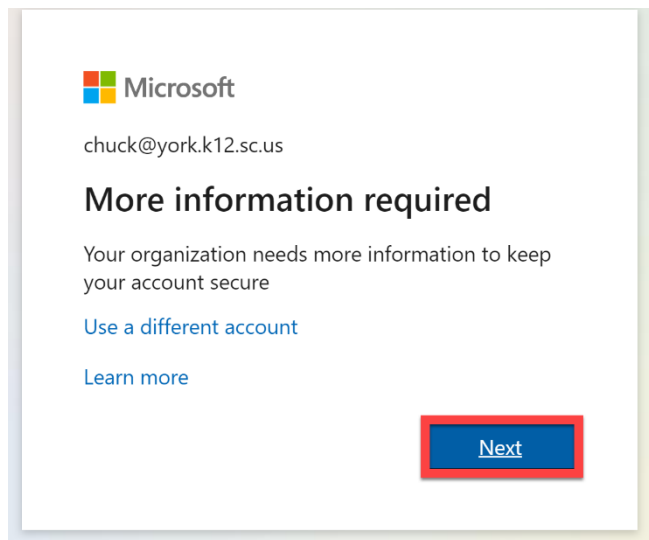 Microsoft
chuck@york.k12.sc.us
More information required
Your organization needs more information to keep
your account secure
Use a different account
Learn more
Next